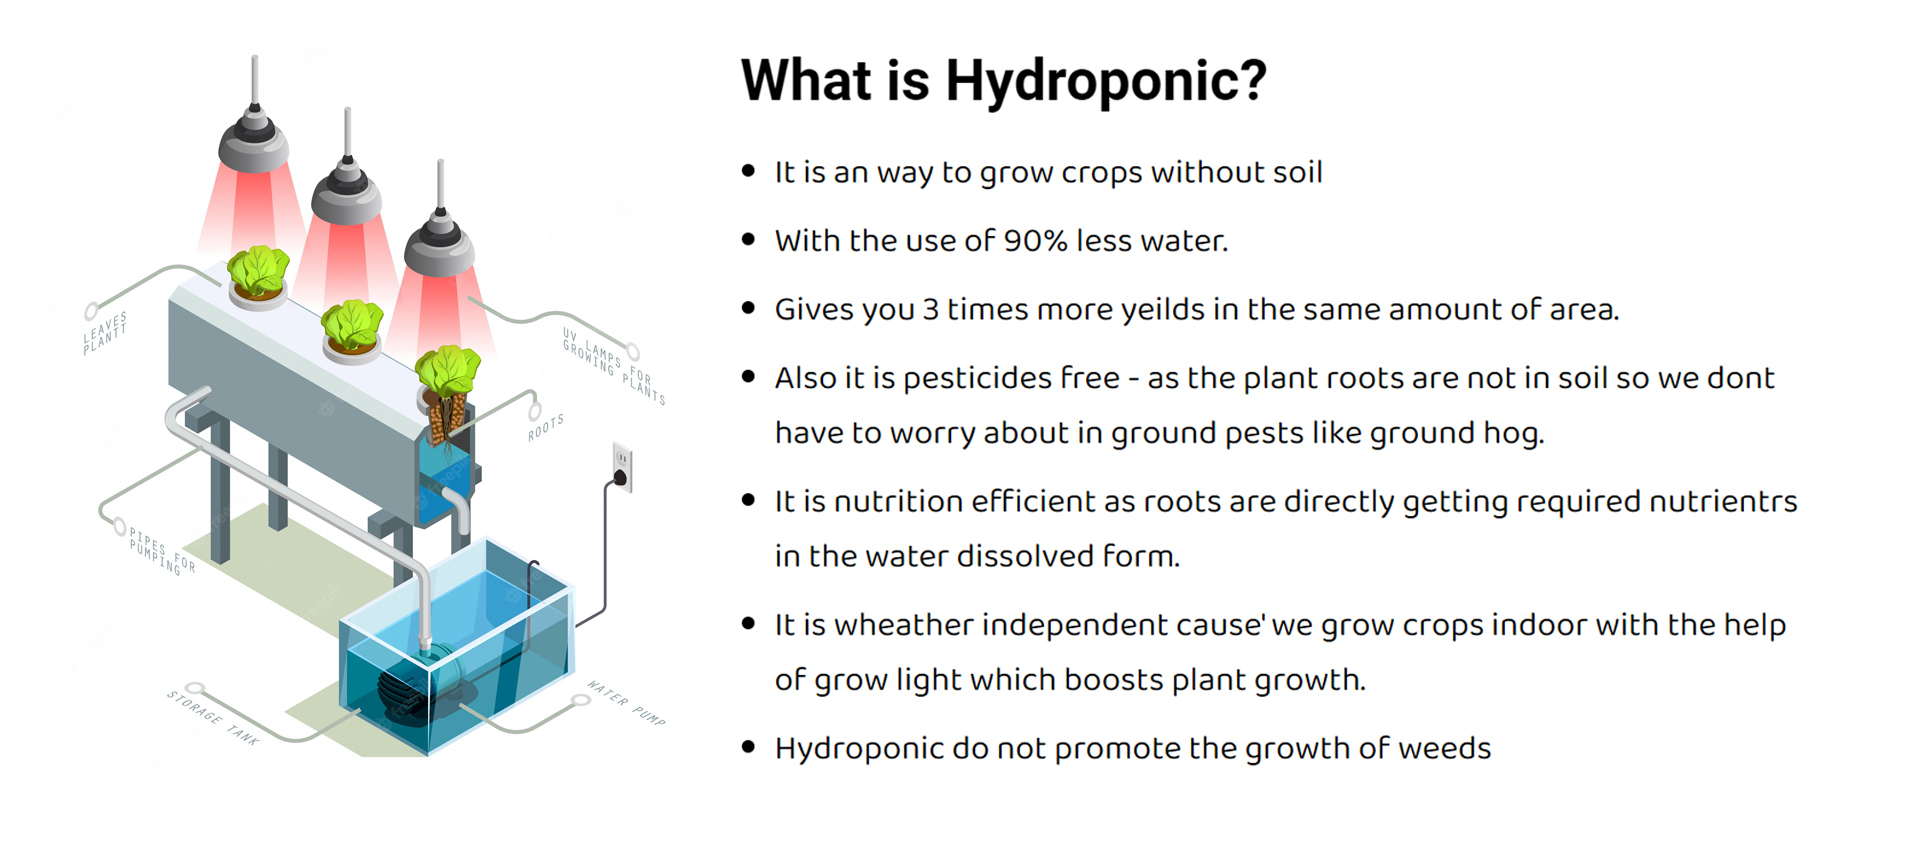 What is Hydroponic?
It is an way to grow crops without soil
With the use of 90% less water.
Gives you 3 times more yeilds in the same amount of area.
Also it is pesticides free - as the plant roots are not in soil so we dont
have to worry about in ground pests like ground hog.
It is nutrition efficient as roots are directly getting required nutrientrs
in the water dissolved form.
It is wheather independent cause' we grow crops indoor with the help
of grow light which boosts plant growth.
Hydroponic do not promote the growth of weeds
LEAVES
PLANTT
UV LAMPS FOR
GROWING PLANTS
ROOTS
PIPES FOR
PUMPING
STORAGE TANK
WATER PUMP